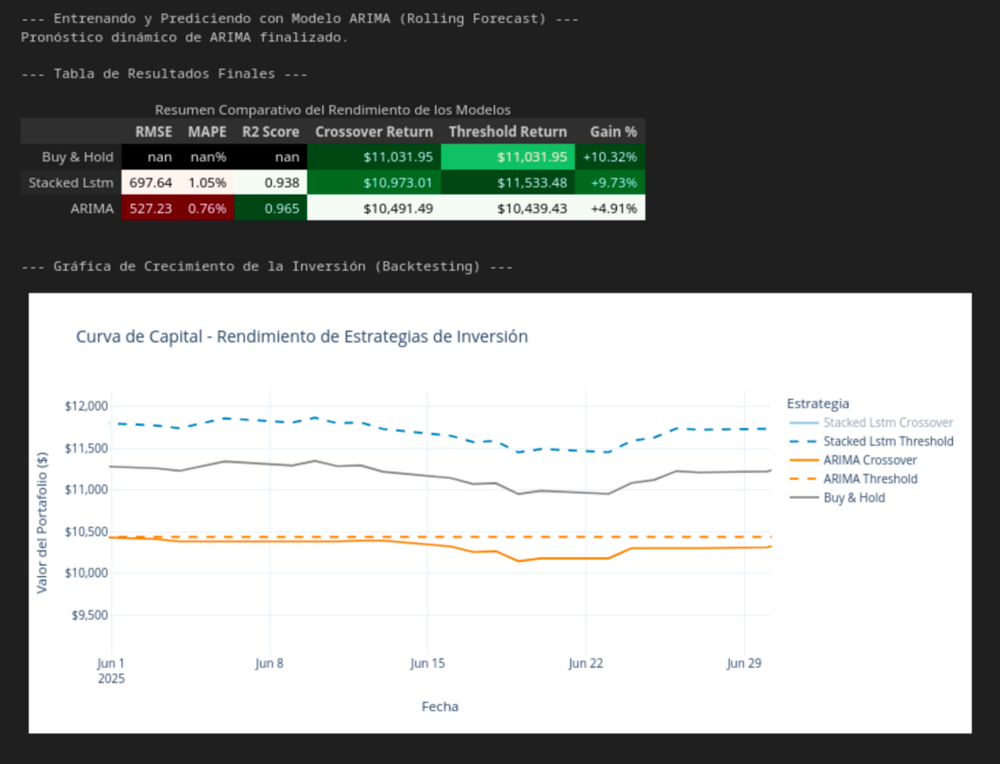 --- Entrenando y Prediciendo con Modelo ARIMA (Rolling Forecast) ---
Pronóstico dinámico de ARIMA finalizado.
--- Tabla de Resultados Finales ---
Resumen Comparativo del Rendimiento de los Modelos
RMSE MAPE R2 Score Crossover Return Threshold Return Gain %
Buy & Hold nan nan% nan $11,031.95 $11,031.95 +10.32%
Stacked Lstm 697.64 1.05% 0.938 $10,973.01 $11,533.48 +9.73%
ARIMA 527.23 0.76% 0.965 $10,491.49 $10,439.43 +4.91%
--- Gráfica de Crecimiento de la Inversión (Backtesting) ---
Curva de Capital - Rendimiento de Estrategias de Inversión
Valor del Portafolio ($)
$12,000
$11,500
$11,000
$10,500
$10,000
$9,500
Jun 1 Jun 8 Jun 15 Jun 22 Jun 29
2025
Fecha
Estrategia
Stacked Lstm Crossover
Stacked Lstm Threshold
ARIMA Crossover
ARIMA Threshold
Buy & Hold